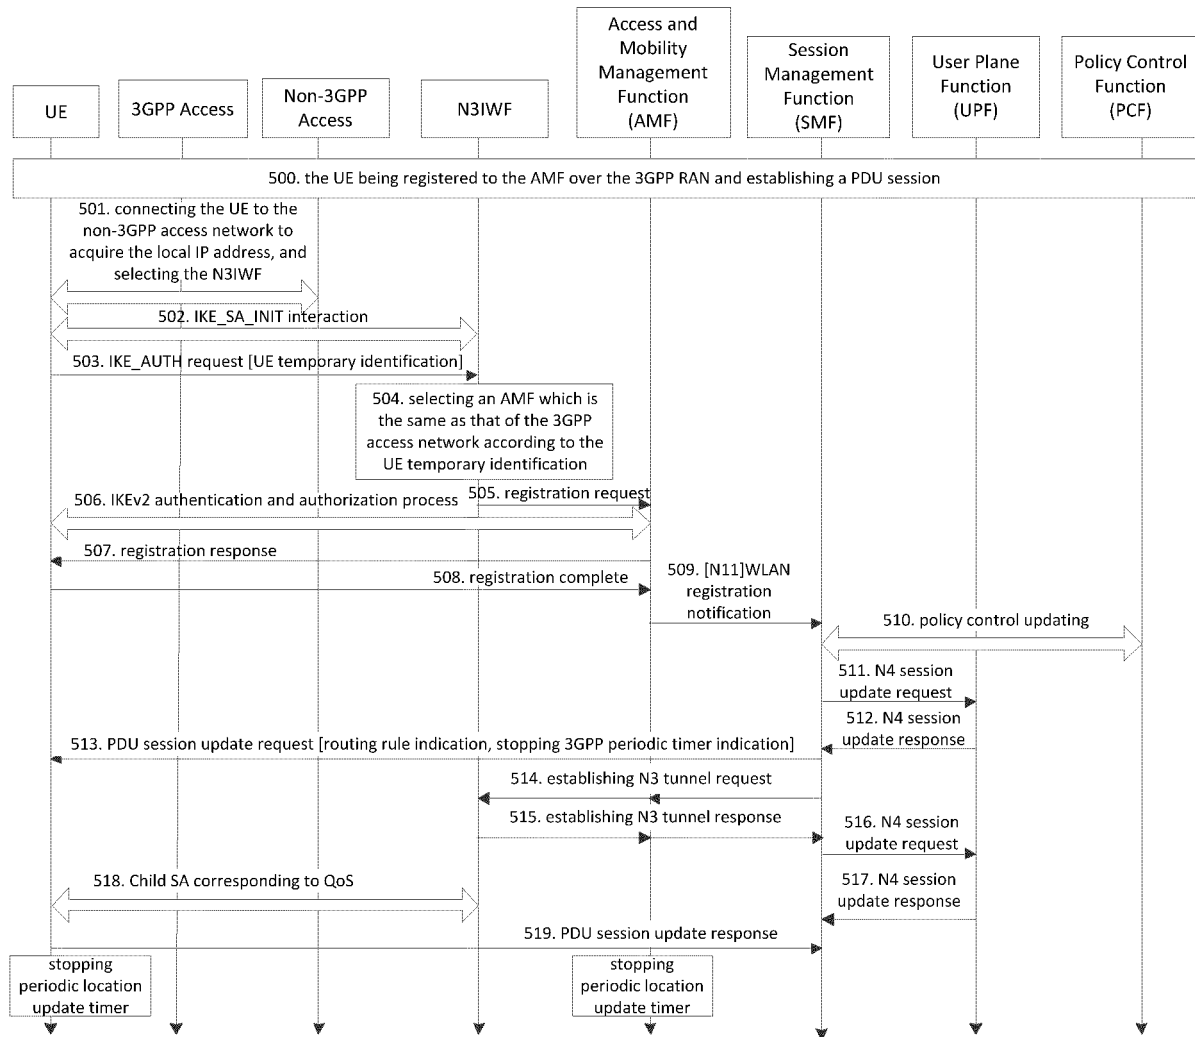 UE
3GPP Access
Non-3GPP
Access
N3IWF
Access and
Mobility
Management
Function
(AMF)
Session
Management
Function
(SMF)
User Plane
Function
(UPF)
Policy Control
Function
(PCF)
500. the UE being registered to the AMF over the 3GPP RAN and establishing a PDU session
501. connecting the UE to the
non-3GPP access network to
acquire the local IP address, and
selecting the N3IWF
502. IKE_SA_INIT interaction
503. IKE_AUTH request [UE temporary identification]
504. selecting an AMF which is
the same as that of the 3GPP
access network according to the
UE temporary identification
505. registration request
506. IKEv2 authentication and authorization process
507. registration response
508. registration complete
509. [N11]WLAN
registration
notification
510. policy control updating
511. N4 session
update request
512. N4 session
update response
513. PDU session update request [routing rule indication, stopping 3GPP periodic timer indication]
514. establishing N3 tunnel request
515. establishing N3 tunnel response
516. N4 session
update request
517. N4 session
update response
518. Child SA corresponding to QoS
519. PDU session update response
stopping
periodic location
update timer
stopping
periodic location
update timer